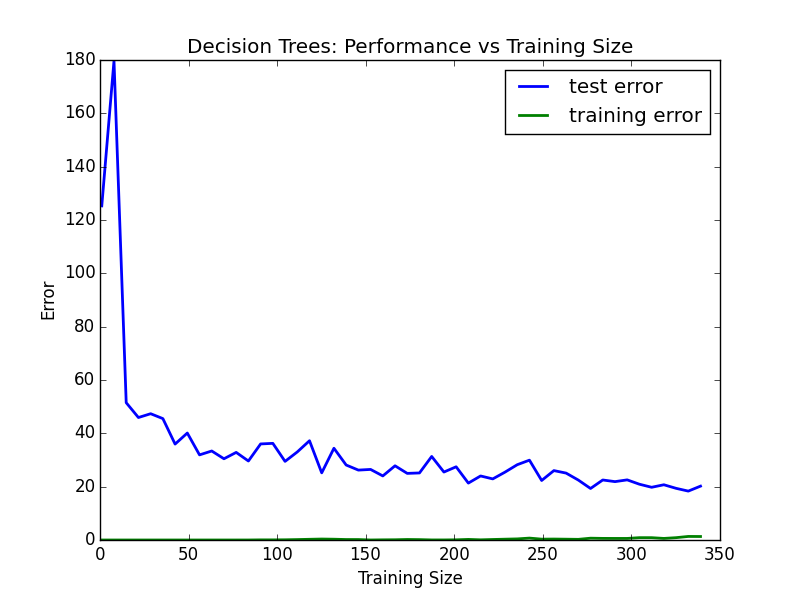 Decision Trees: Performance vs Training Size
test error
training error
180
160
140
120
100
80
60
40
20
0
Error
0 50 100 150 200 250 300 350
Training Size